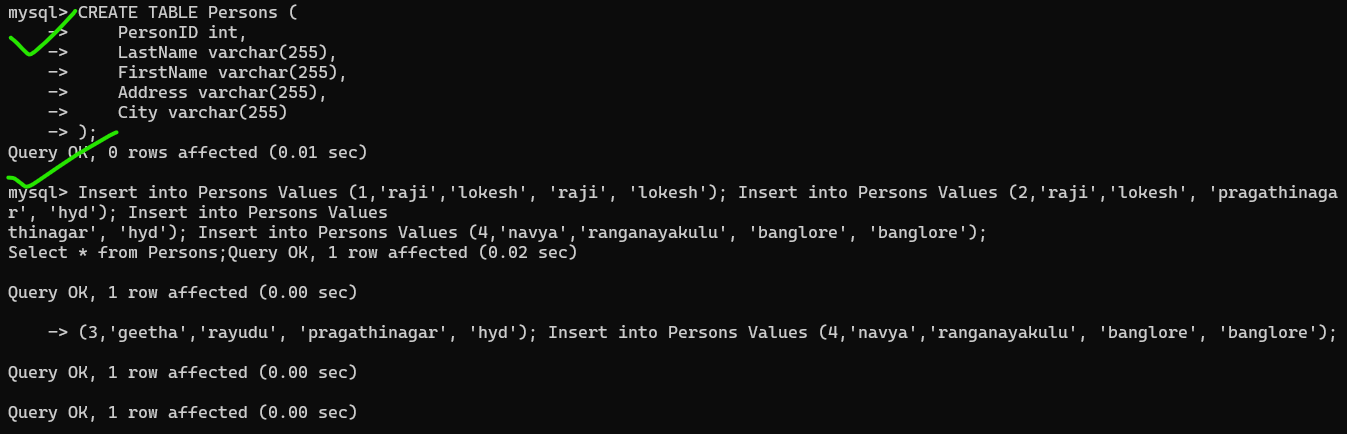 mysql> CREATE TABLE Persons (
    ->     PersonID int,
    ->     LastName varchar(255),
    ->     FirstName varchar(255),
    ->     Address varchar(255),
    ->     City varchar(255)
    -> );
Query OK, 0 rows affected (0.01 sec)
mysql> Insert into Persons Values (1,'raji','lokesh', 'raji', 'lokesh'); Insert into Persons Values (2,'raji','lokesh', 'pragathinaga
r', 'hyd'); Insert into Persons Values
thinagar', 'hyd'); Insert into Persons Values (4,'navya','ranganayakulu', 'banglore', 'banglore');
Select * from Persons;Query OK, 1 row affected (0.02 sec)
Query OK, 1 row affected (0.00 sec)
    -> (3,'geetha','rayudu', 'pragathinagar', 'hyd'); Insert into Persons Values (4,'navya','ranganayakulu', 'banglore', 'banglore');
Query OK, 1 row affected (0.00 sec)
Query OK, 1 row affected (0.00 sec)